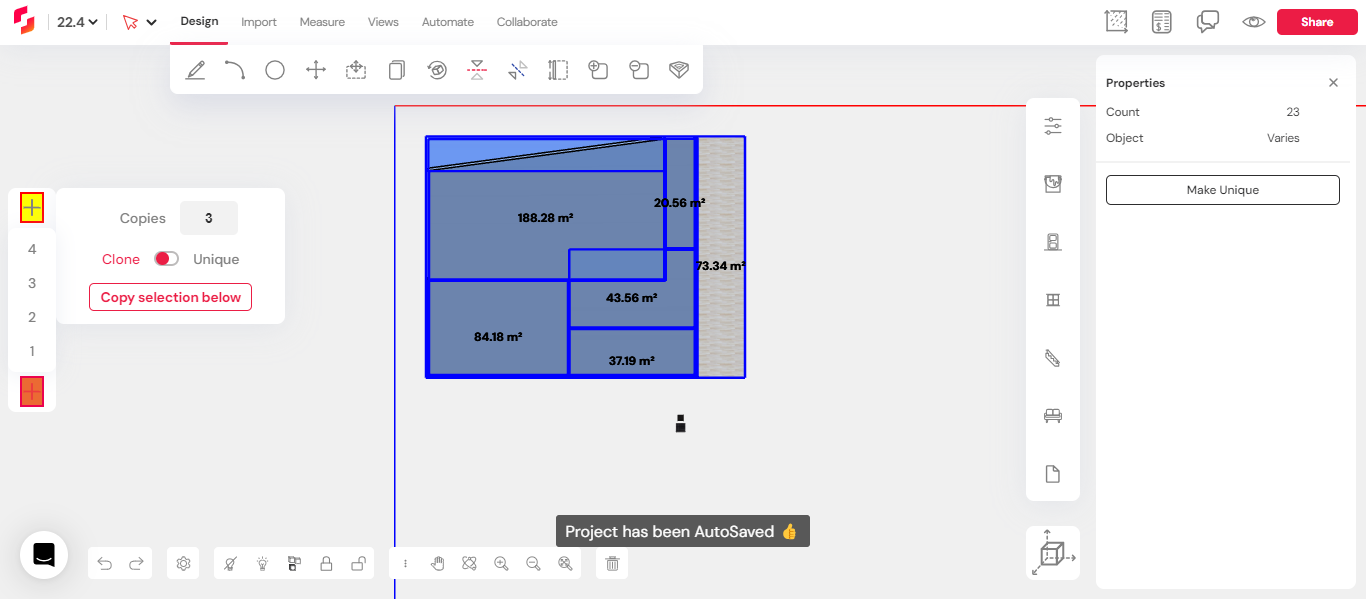 22.4
Design
Import
Measure
Views
Automate
Collaborate
Share
Properties
Count 23
Object Varies
Make Unique
Copies 3
Clone Unique
Copy selection below
4
3
2
1
188.28 m²
20.56 m²
73.34 m²
43.56 m²
84.18 m²
37.19 m²
Project has been AutoSaved 👍